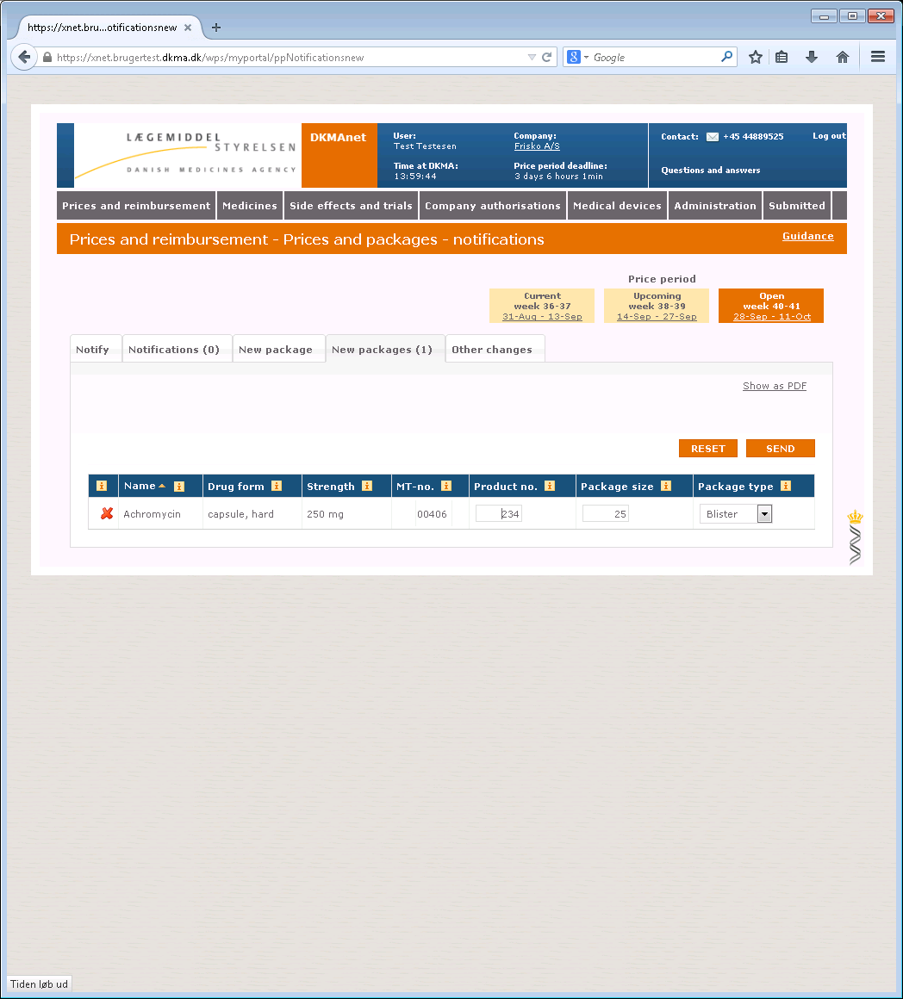 https://xnet.bru...otificationsnew
https://xnet.brugertest.dkma.dk/wps/myportal/ppNotificationsnew
Google
LÆGEMIDDEL
STYRELSEN
DANISH MEDICINES AGENCY
DKMAnet
User:
Test Testesen
Time at DKMA:
13:59:44
Company:
Frisko A/S
Price period deadline:
3 days 6 hours 1min
Contact: +45 44889525
Log out
Questions and answers
Prices and reimbursement Medicines Side effects and trials Company authorisations Medical devices Administration Submitted
Prices and reimbursement - Prices and packages - notifications
Guidance
Price period
Current
week 36-37
31-Aug - 13-Sep
Upcoming
week 38-39
14-Sep - 27-Sep
Open
week 40-41
28-Sep - 11-Oct
Notify Notifications (0) New package New packages (1) Other changes
Show as PDF
RESET SEND
Name Drug form Strength MT-no. Product no. Package size Package type
Achromycin capsule, hard 250 mg 00406 234 25 Blister
Tiden løb ud